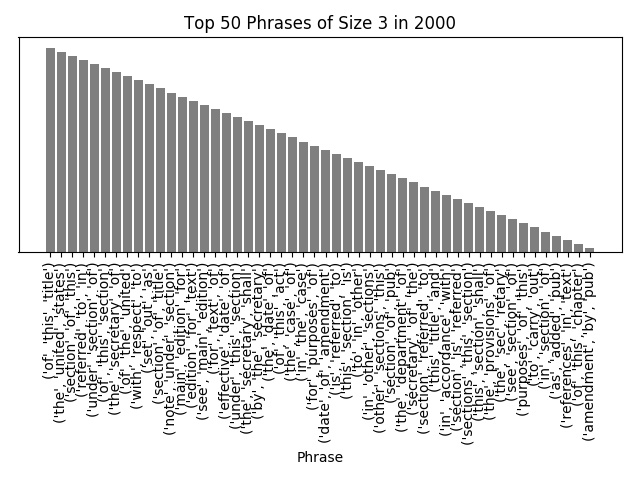 Top 50 Phrases of Size 3 in 2000
('of', 'this', 'title')
('the', 'united', 'states')
('section', 'of', 'this')
('referred', 'to', 'in')
('under', 'section', 'of')
('of', 'this', 'section')
('the', 'secretary', 'of')
('of', 'the', 'united')
('with', 'respect', 'to')
('set', 'out', 'as')
('section', 'of', 'title')
('note', 'under', 'section')
('main', 'edition', 'for')
('edition', 'for', 'text')
('see', 'main', 'edition')
('for', 'text', 'of')
('effective', 'date', 'of')
('under', 'this', 'section')
('the', 'secretary', 'shall')
('by', 'the', 'secretary')
('the', 'date', 'of')
('of', 'this', 'act')
('the', 'case', 'of')
('in', 'the', 'case')
('for', 'purposes', 'of')
('date', 'of', 'amendment')
('is', 'referred', 'to')
('this', 'section', 'is')
('to', 'in', 'other')
('in', 'other', 'sections')
('other', 'sections', 'this')
('section', 'of', 'pub')
('the', 'department', 'of')
('secretary', 'of', 'the')
('section', 'referred', 'to')
('this', 'title', 'and')
('in', 'accordance', 'with')
('section', 'is', 'referred')
('sections', 'this', 'section')
('this', 'section', 'shall')
('the', 'provisions', 'of')
('the', 'sec', 'retary')
('see', 'section', 'of')
('purposes', 'of', 'this')
('to', 'carry', 'out')
('in', 'section', 'of')
('as', 'added', 'pub')
('references', 'in', 'text')
('of', 'this', 'chapter')
('amendment', 'by', 'pub')
Phrase